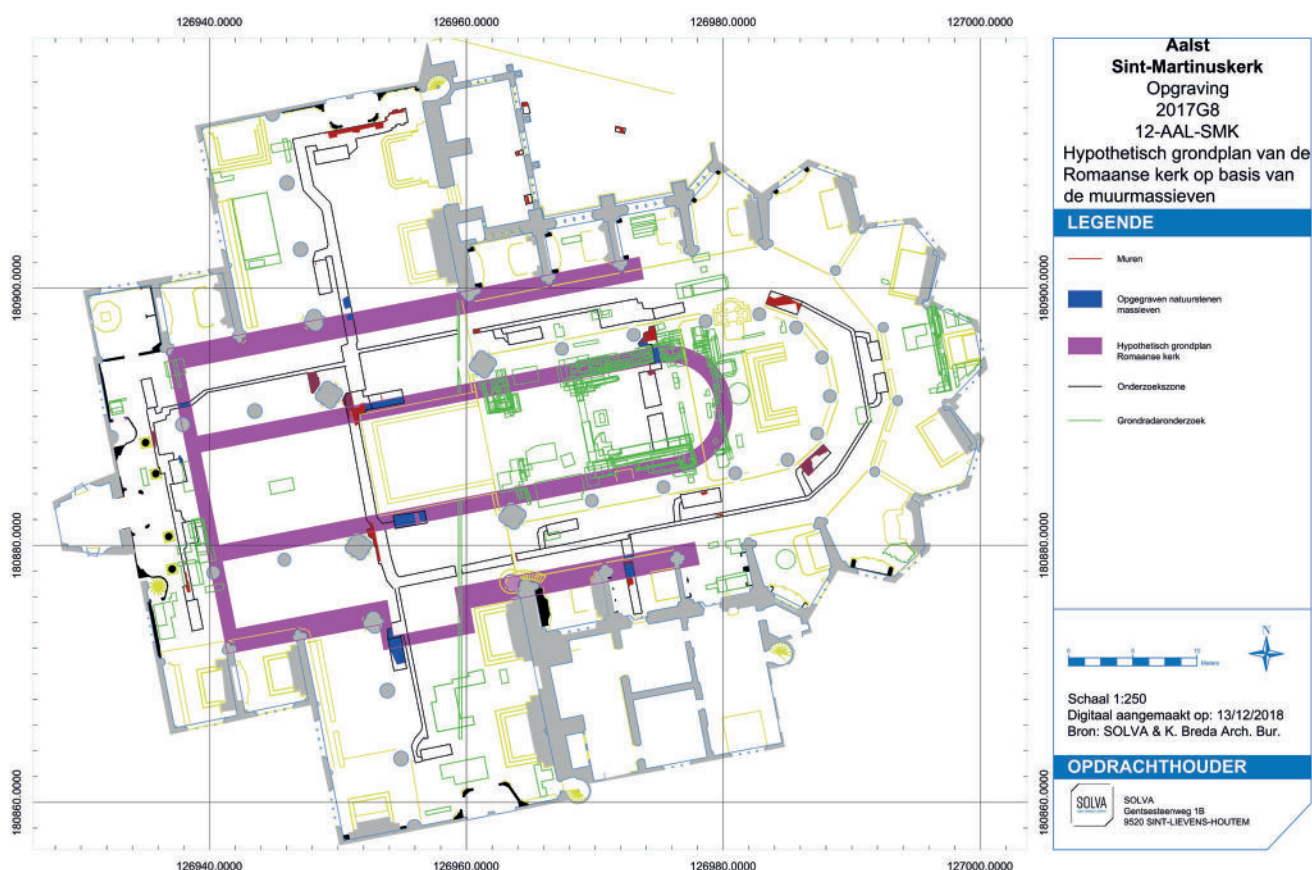 126940.0000
126960.0000
126980.0000
127000.0000
180900.0000
180900.0000
180880.0000
180880.0000
180860.0000
180860.0000
126940.0000
126960.0000
126980.0000
127000.0000
Aalst
Sint-Martinuskerk
Opgraving
2017G8
12-AAL-SMK
Hypothetisch grondplan van de
Romaanse kerk op basis van
de muurmassieven
LEGENDE
Muren
Opgegraven natuurstenen
massieven
Hypothetisch grondplan
Romaanse kerk
Onderzoekszone
Grondradaronderzoek
N
0 5 10
Meters
Schaal 1:250
Digitaal aangemaakt op: 13/12/2018
Bron: SOLVA & K. Breda Arch. Bur.
OPDRACHTHOUDER
SOLVA
SOLVA
Gentsesteenweg 1B
9520 SINT-LIEVENS-HOUTEM